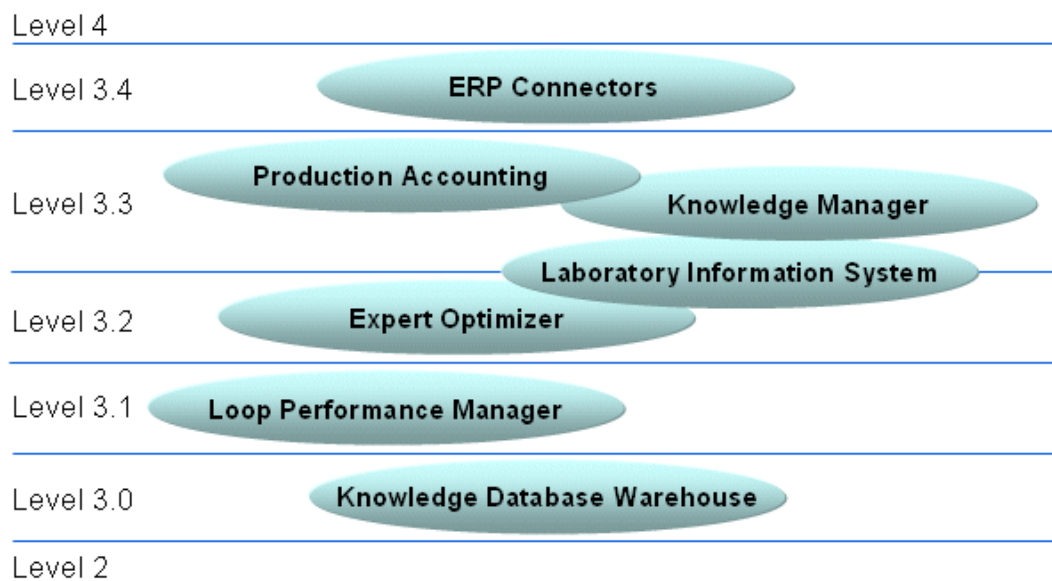 Level 4
Level 3.4
ERP Connectors
Level 3.3
Production Accounting
Knowledge Manager
Laboratory Information System
Level 3.2
Expert Optimizer
Level 3.1
Loop Performance Manager
Level 3.0
Knowledge Database Warehouse
Level 2